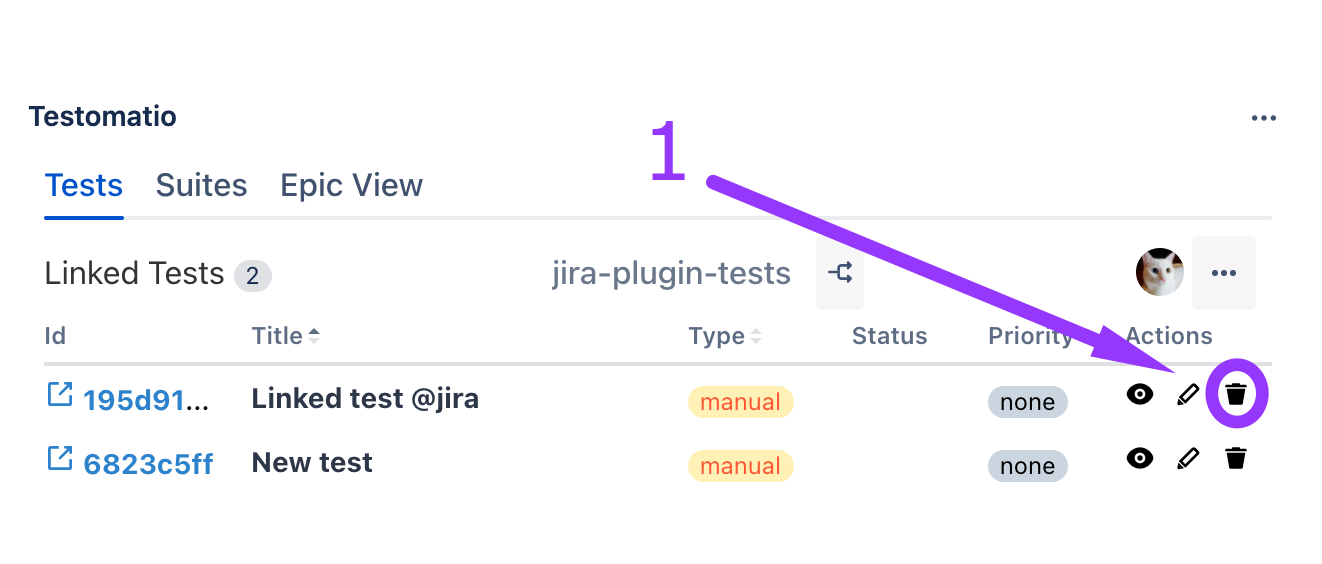 Testomatio
1
Tests Suites Epic View
Linked Tests 2 jira-plugin-tests
Id Title Type Status Priority Actions
195d91... Linked test @jira manual none
6823c5ff New test manual none